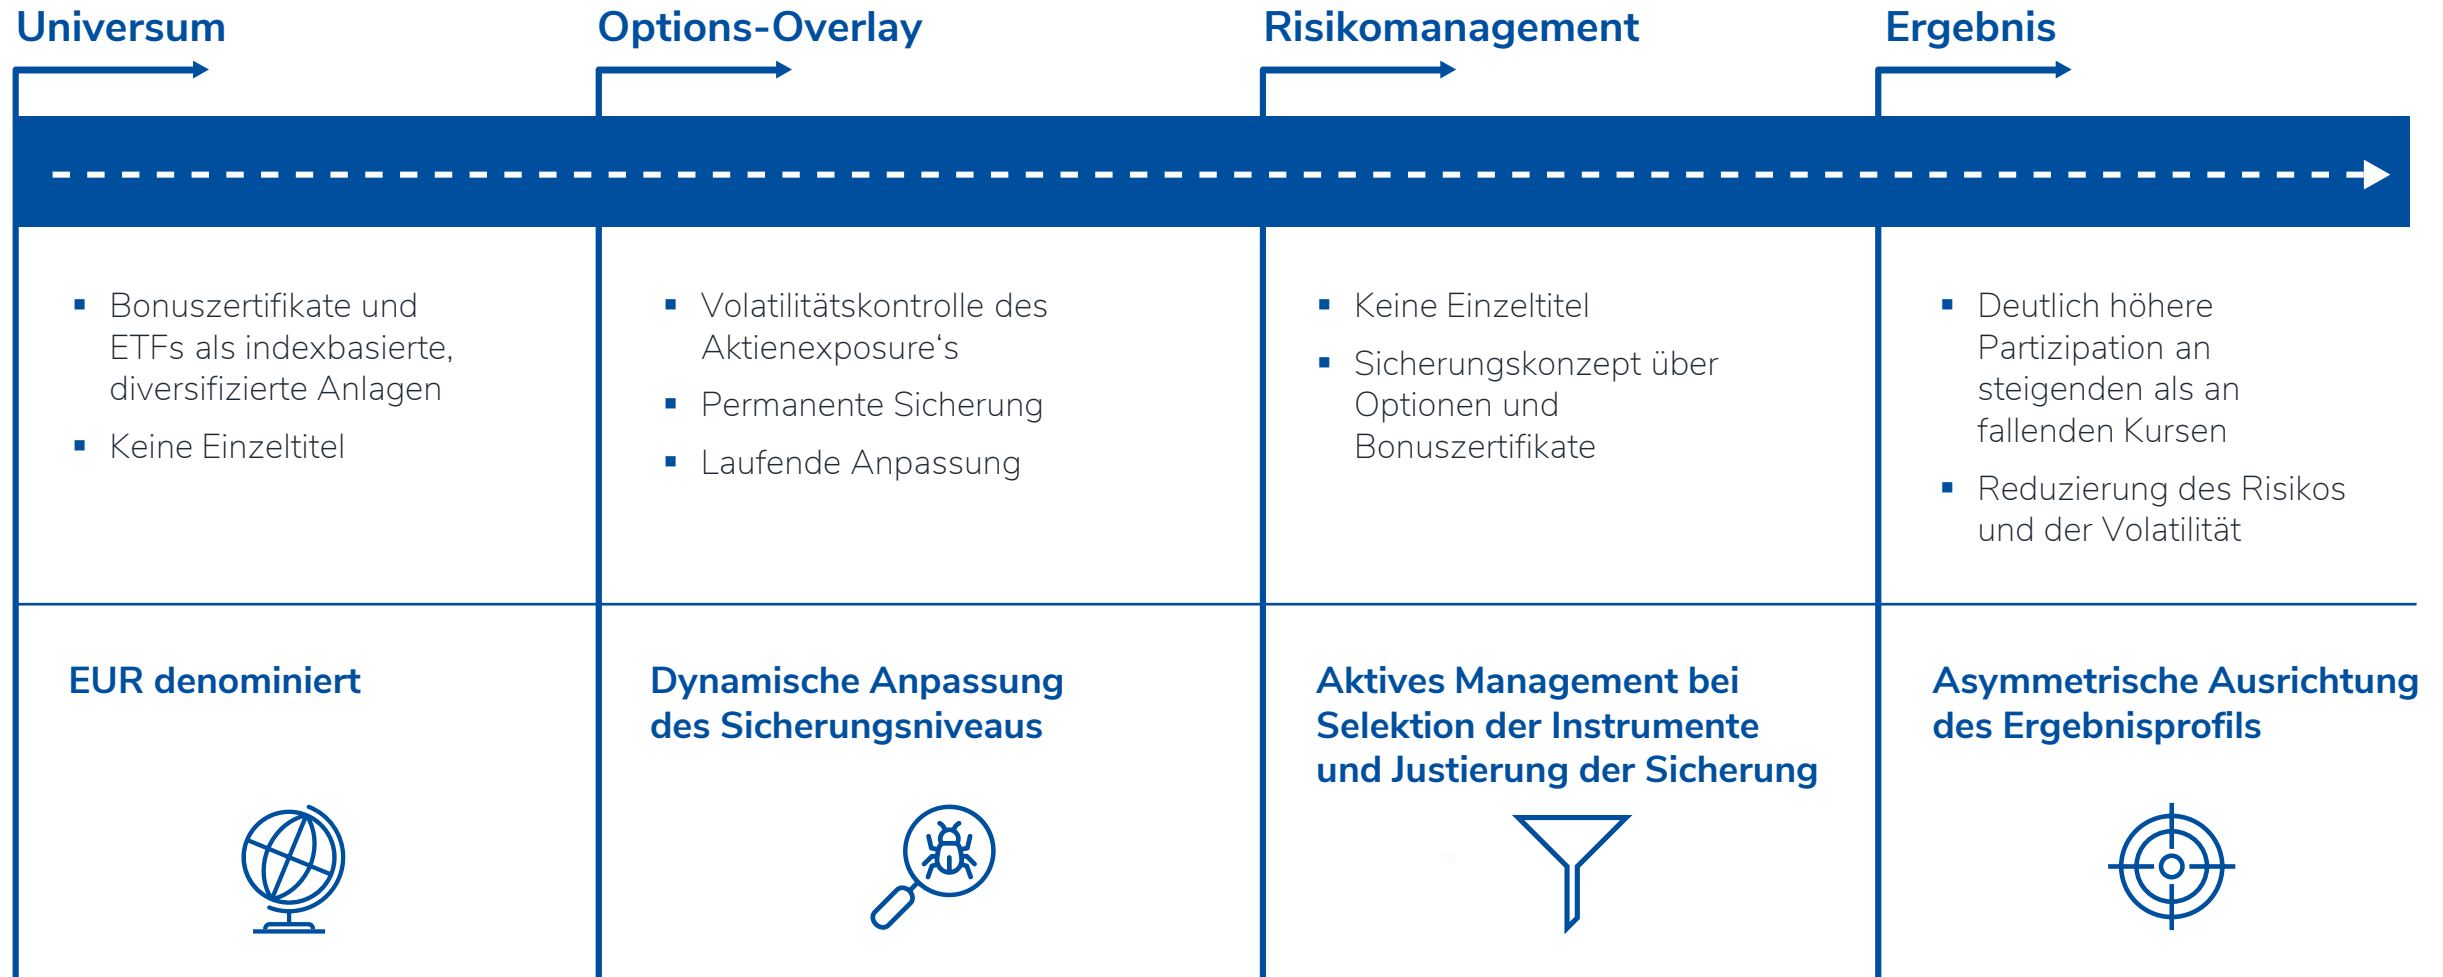 Universum
Options-Overlay
Risikomanagement
Ergebnis
▪ Bonuszertifikate und
ETFs als indexbasierte,
diversifizierte Anlagen
▪ Keine Einzeltitel
▪ Volatilitätskontrolle des
Aktienexposure‘s
▪ Permanente Sicherung
▪ Laufende Anpassung
▪ Keine Einzeltitel
▪ Sicherungskonzept über
Optionen und
Bonuszertifikate
▪ Deutlich höhere
Partizipation an
steigenden als an
fallenden Kursen
▪ Reduzierung des Risikos
und der Volatilität
EUR denominiert
Dynamische Anpassung
des Sicherungsniveaus
Aktives Management bei
Selektion der Instrumente
und Justierung der Sicherung
Asymmetrische Ausrichtung
des Ergebnisprofils